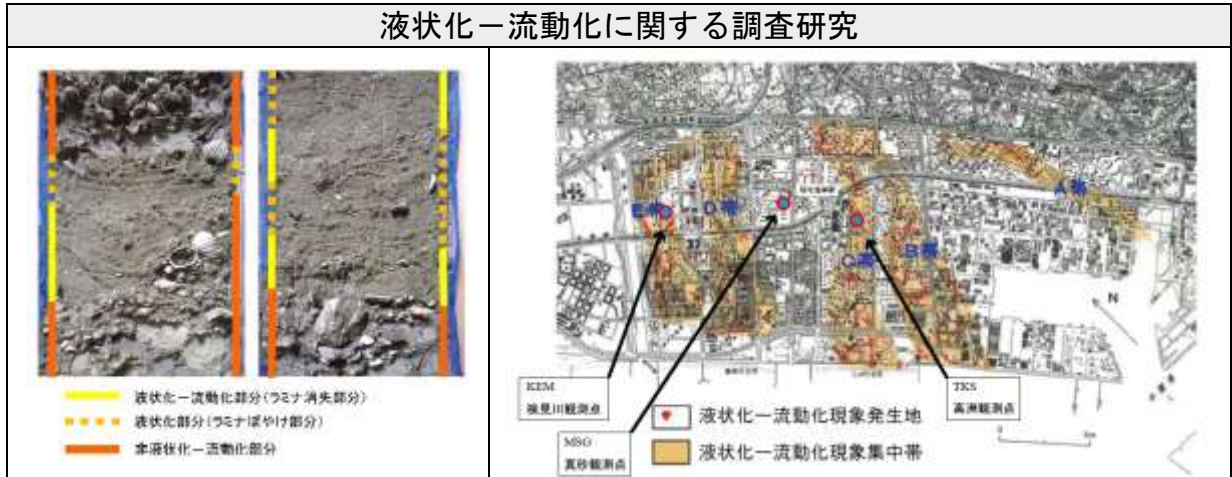 液状化－流動化に関する調査研究
液状化－流動化部分(ラミナ消失部分)
液状化部分(ラミナぼやけ部分)
非液状化－流動化部分
A帯
E帯
D帯
C帯
B帯
N
KEM
検見川観測点
MSG
真砂観測点
TKS
高洲観測点
液状化－流動化現象発生地
液状化－流動化現象集中帯
0